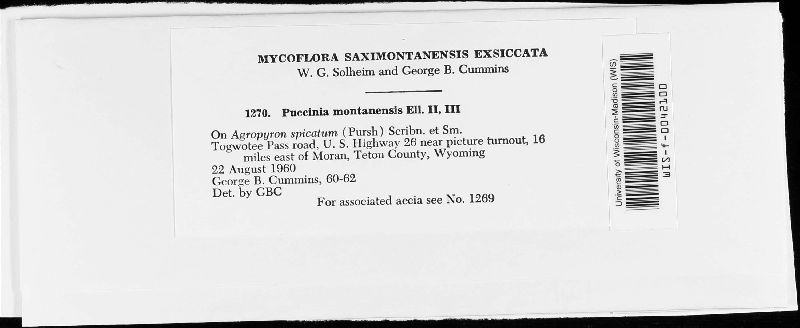 MYCOFLORA SAXIMONTANENSIS EXSICCATA
W. G. Solheim and George B. Cummins
1270. Puccinia montanensis Ell. II, III
On Agropyron spicatum (Pursh) Scribn. et Sm.
Togwotee Pass road, U. S. Highway 26 near picture turnout, 16
miles east of Moran, Teton County, Wyoming
22 August 1960
George B. Cummins, 60-62
Det. by GBC
For associated aecia see No. 1269
University of Wisconsin-Madison (WIS)
WIS-f-0042100